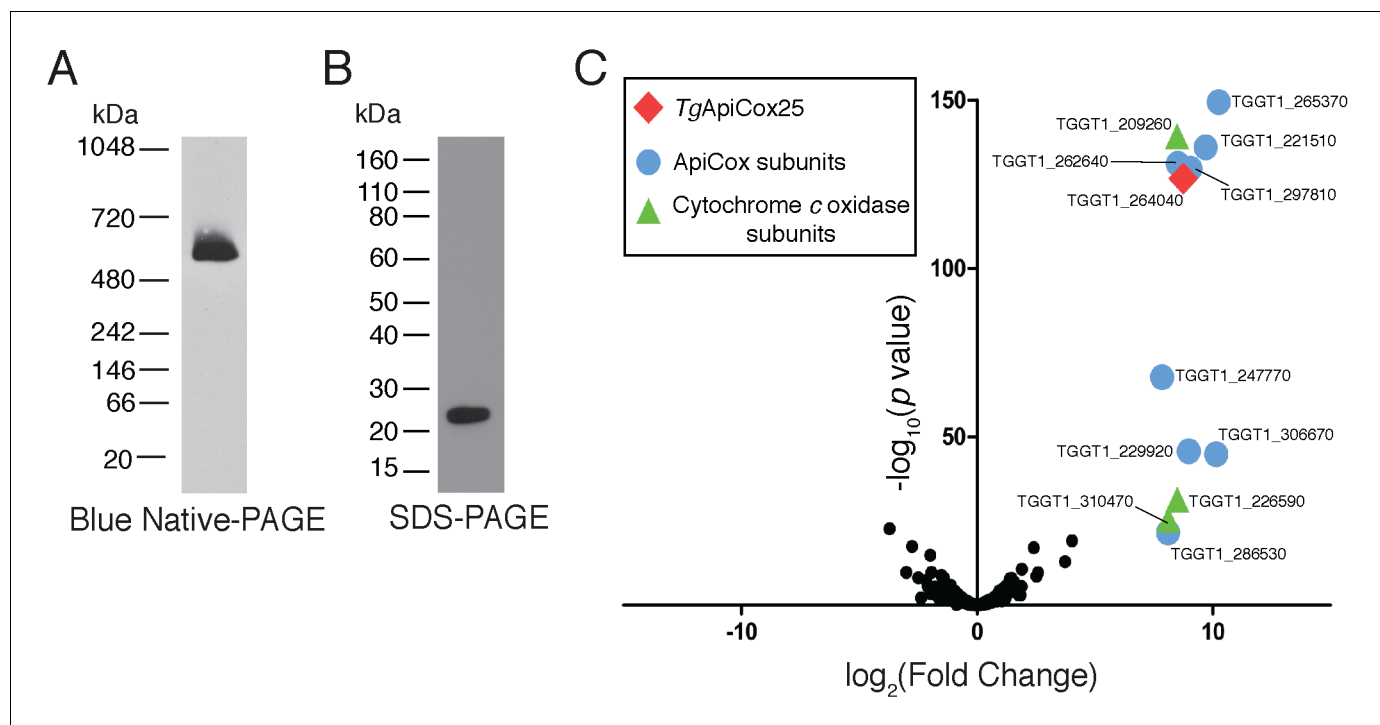 A
kDa
1048
720
480
242
146
66
20
Blue Native-PAGE
B
kDa
160
110
80
60
50
40
30
20
15
SDS-PAGE
C
TgApiCox25
ApiCox subunits
Cytochrome c oxidase
subunits
150
100
50
-log10(p value)
TGGT1_265370
TGGT1_209260
TGGT1_221510
TGGT1_262640
TGGT1_297810
TGGT1_264040
TGGT1_247770
TGGT1_306670
TGGT1_229920
TGGT1_310470
TGGT1_226590
TGGT1_286530
-10
0
10
log2(Fold Change)